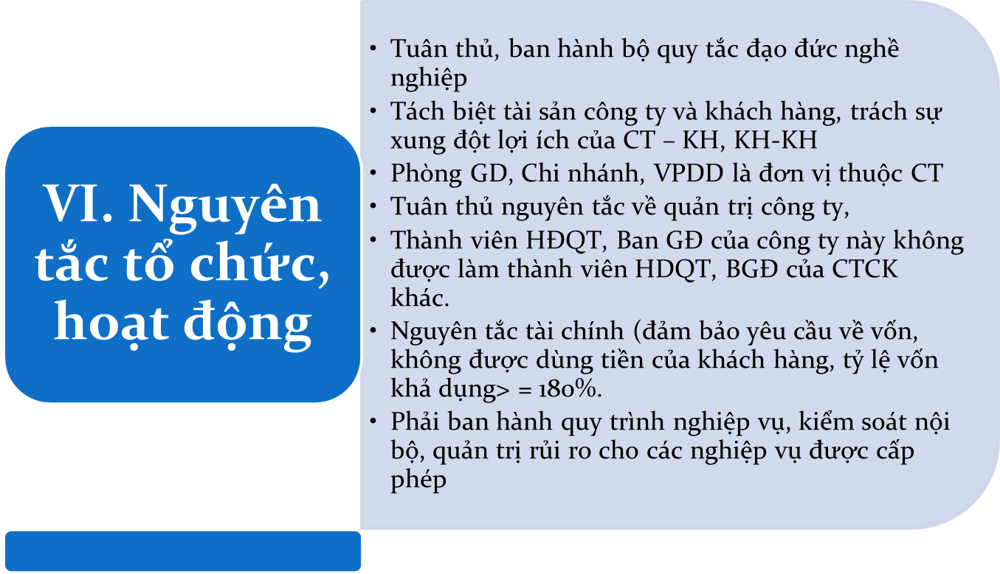 VI. Nguyên
tắc tổ chức,
hoạt động
• Tuân thủ, ban hành bộ quy tắc đạo đức nghề
nghiệp
• Tách biệt tài sản công ty và khách hàng, trách sự
xung đột lợi ích của CT – KH, KH-KH
• Phòng GD, Chi nhánh, VPDD là đơn vị thuộc CT
• Tuân thủ nguyên tắc về quản trị công ty,
• Thành viên HĐQT, Ban GĐ của công ty này không
được làm thành viên HDQT, BGĐ của CTCK
khác.
• Nguyên tắc tài chính (đảm bảo yêu cầu về vốn,
không được dùng tiền của khách hàng, tỷ lệ vốn
khả dụng> = 180%.
• Phải ban hành quy trình nghiệp vụ, kiểm soát nội
bộ, quản trị rủi ro cho các nghiệp vụ được cấp
phép